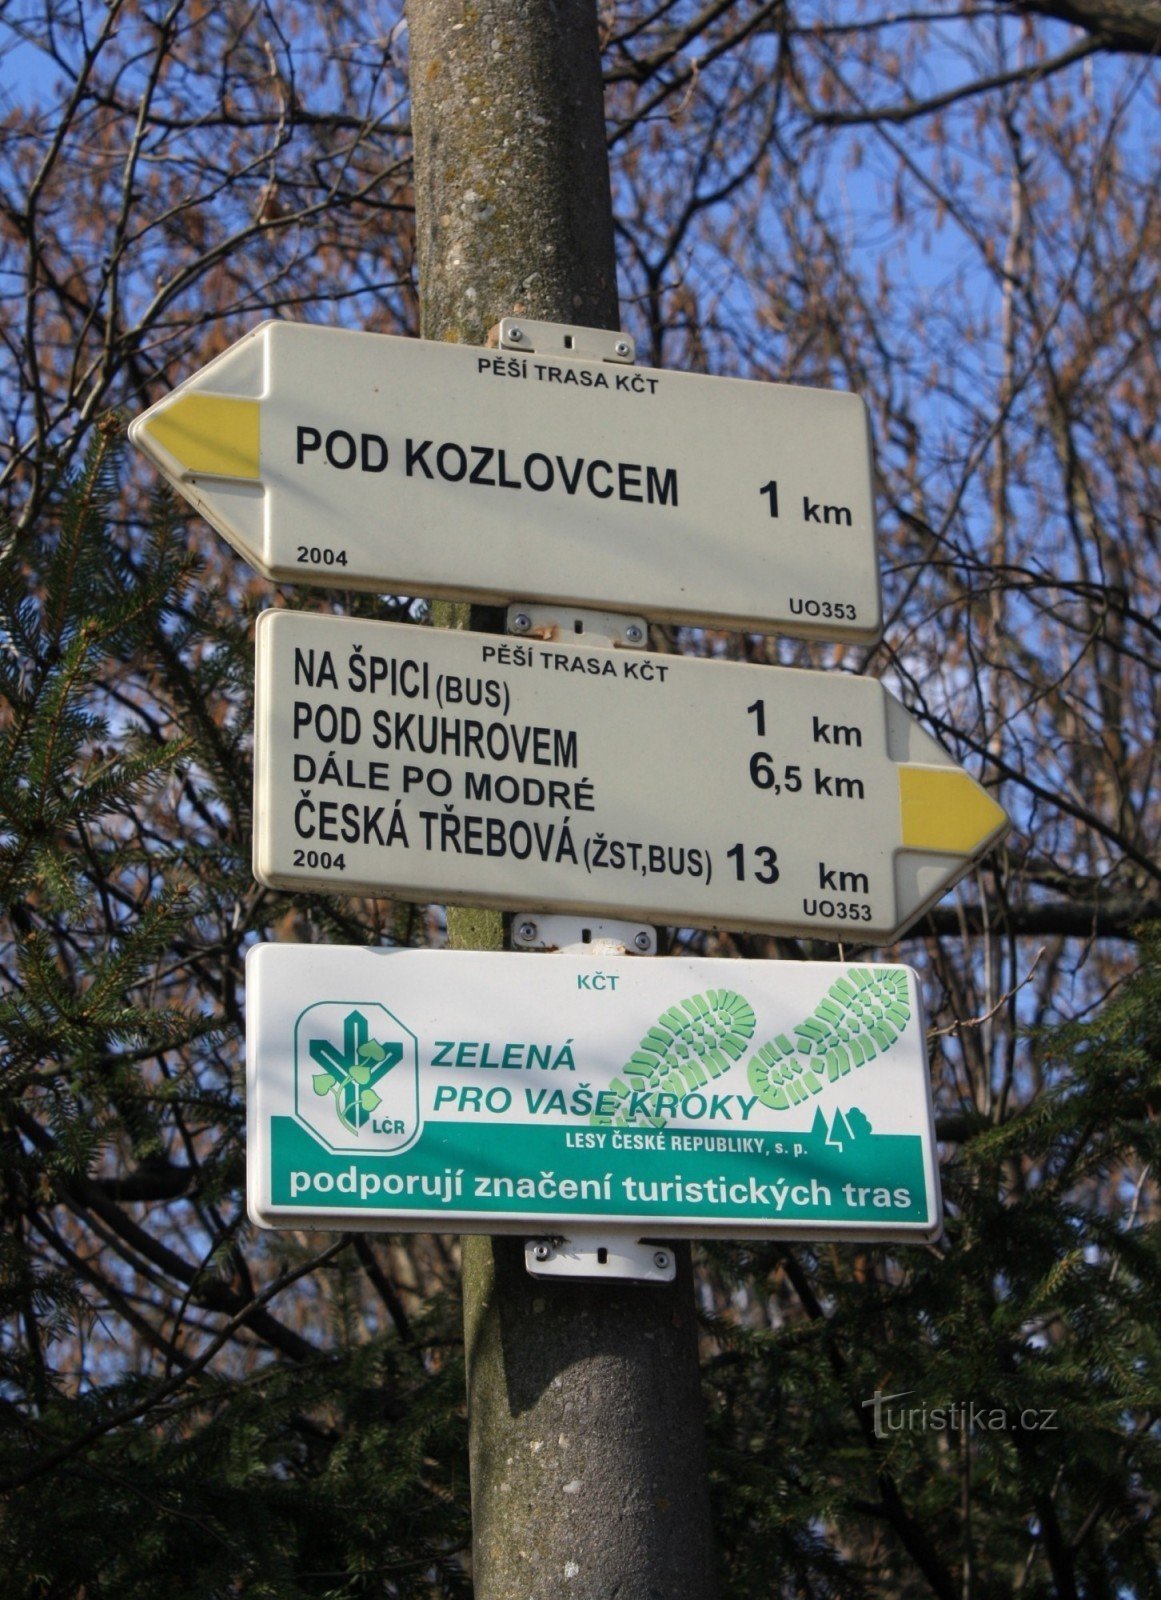 PĚŠÍ TRASA KČT
POD KOZLOVCEM 1 km
2004 UO353
PĚŠÍ TRASA KČT
NA ŠPICI (BUS) 1 km
POD SKUHROVEM 6,5 km
DÁLE PO MODRÉ
ČESKÁ TŘEBOVÁ (ŽST,BUS) 13 km
2004 UO353
KČT
ZELENÁ
PRO VAŠE KROKY
LČR
LESY ČESKÉ REPUBLIKY, s. p.
podporují značení turistických tras
Turistika.cz